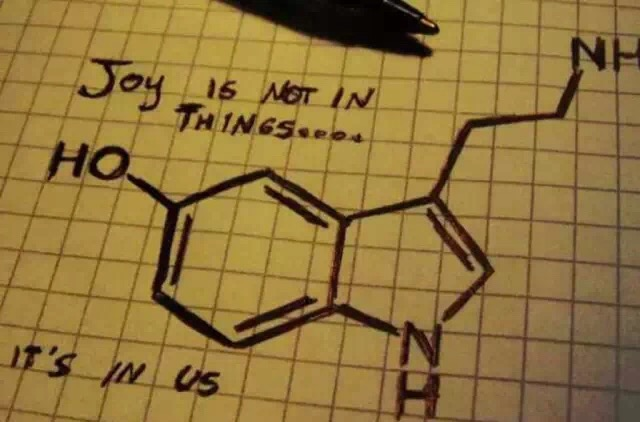 Joy is not in
things....
NH
HO
N
H
it's in us